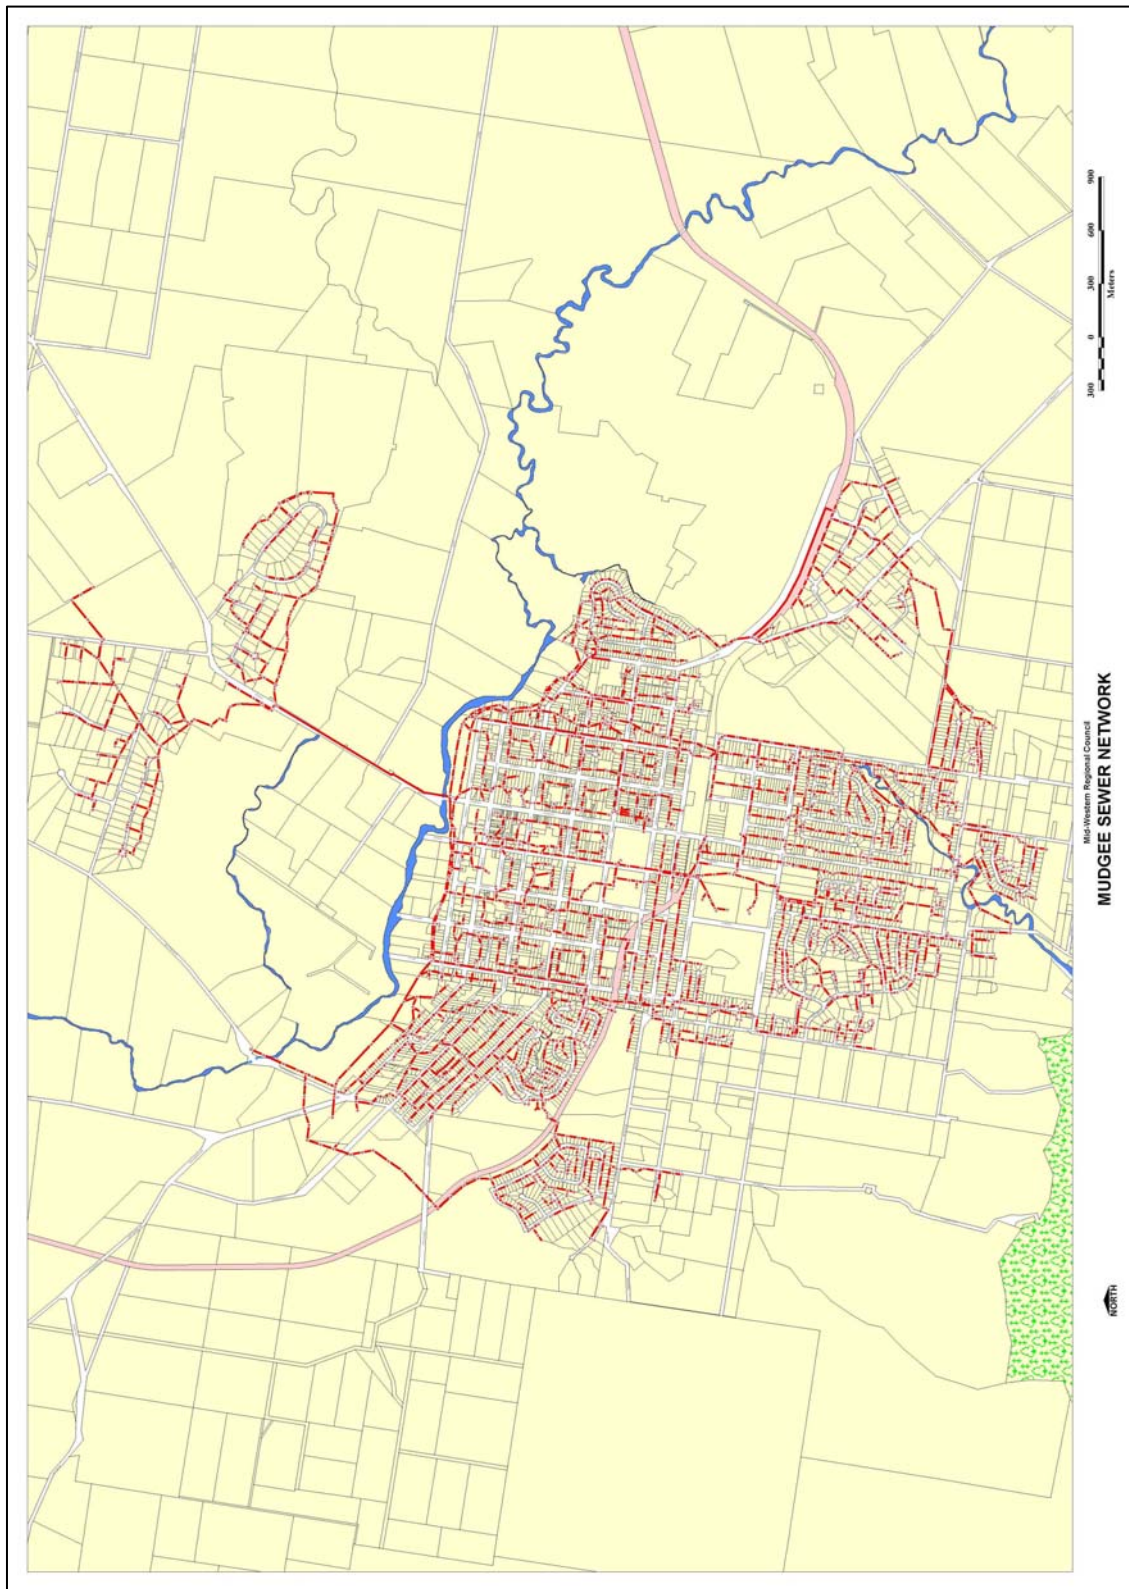 Mid-Western Regional Council
MUDGEE SEWER NETWORK
300 0 300 600 900
Meters
NORTH